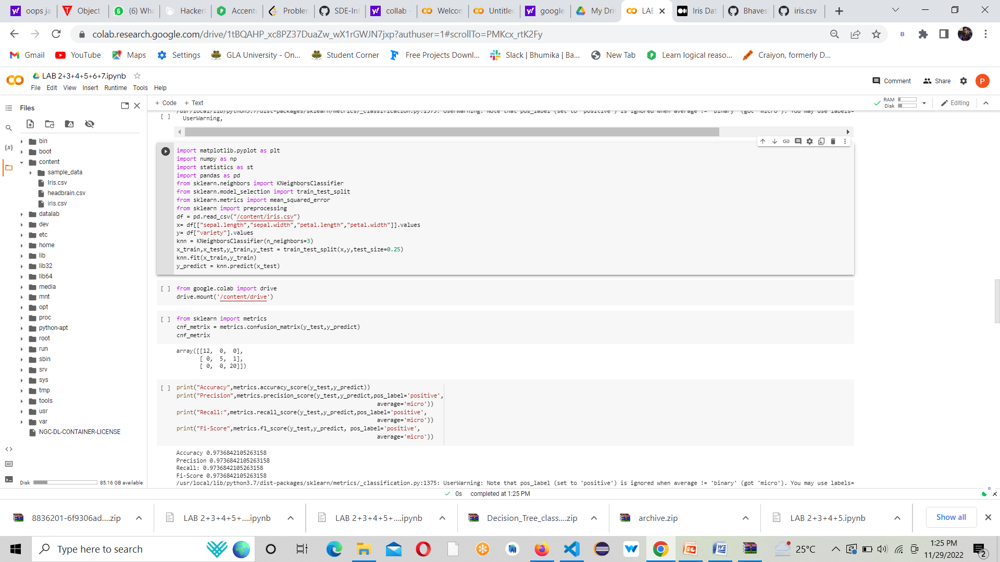 oops ja
Object
(6) Wha
Hackerl
Accentu
Problen
SDE-Int
collab -
Welcon
Untitlec
google
My Driv
LAB
Iris Dat
Bhaves
iris.csv
colab.research.google.com/drive/1tBQAHP_xc8PZ37DuaZw_wX1rGWJN7jxp?authuser=1#scrollTo=PMKcx_rtK2Fy
Gmail
YouTube
Maps
Settings
GLA University - On...
Student Corner
Free Projects Downl...
Slack | Bhumika | Ba...
New Tab
Learn logical reaso...
Craiyon, formerly D...
LAB 2+3+4+5+6+7.ipynb
File Edit View Insert Runtime Tools Help
Comment
Share
P
Files
+ Code + Text
RAM
Disk
Editing
bin
boot
content
sample_data
Iris.csv
headbrain.csv
iris.csv
datalab
dev
etc
home
lib
lib32
lib64
media
mnt
opt
proc
python-apt
root
run
sbin
srv
sys
tmp
tools
usr
var
NGC-DL-CONTAINER-LICENSE
Disk
85.16 GB available
/usr/local/lib/python3.7/dist-packages/sklearn/metrics/_classification.py:1375: UserWarning: Note that pos_label (set to 'positive') is ignored when average != 'binary' (got 'micro'). You may use labels=
[ ] UserWarning,
import matplotlib.pyplot as plt
import numpy as np
import statistics as st
import pandas as pd
from sklearn.neighbors import KNeighborsClassifier
from sklearn.model_selection import train_test_split
from sklearn.metrics import mean_squared_error
from sklearn import preprocessing
df = pd.read_csv("/content/iris.csv")
x= df[["sepal.length","sepal.width","petal.length","petal.width"]].values
y= df["variety"].values
knn = KNeighborsClassifier(n_neighbors=3)
x_train,x_test,y_train,y_test = train_test_split(x,y,test_size=0.25)
knn.fit(x_train,y_train)
y_predict = knn.predict(x_test)
[ ] from google.colab import drive
drive.mount('/content/drive')
[ ] from sklearn import metrics
cnf_metrix = metrics.confusion_matrix(y_test,y_predict)
cnf_metrix
array([[12, 0, 0],
[ 0, 5, 1],
[ 0, 0, 20]])
[ ] print("Accuracy",metrics.accuracy_score(y_test,y_predict))
print("Precision",metrics.precision_score(y_test,y_predict,pos_label='positive',
average='micro'))
print("Recall:",metrics.recall_score(y_test,y_predict,pos_label='positive',
average='micro'))
print("Fi-Score",metrics.f1_score(y_test,y_predict, pos_label='positive',
average='micro'))
Accuracy 0.9736842105263158
Precision 0.9736842105263158
Recall: 0.9736842105263158
Fi-Score 0.9736842105263158
/usr/local/lib/python3.7/dist-packages/sklearn/metrics/_classification.py:1375: UserWarning: Note that pos_label (set to 'positive') is ignored when average != 'binary' (got 'micro'). You may use labels=
0s completed at 1:25 PM
8836201-6f9306ad....zip
LAB 2+3+4+5+....ipynb
LAB 2+3+4+5+....ipynb
Decision_Tree_class....zip
archive.zip
LAB 2+3+4+5.ipynb
Show all
Type here to search
25°C
1:25 PM
11/29/2022
2